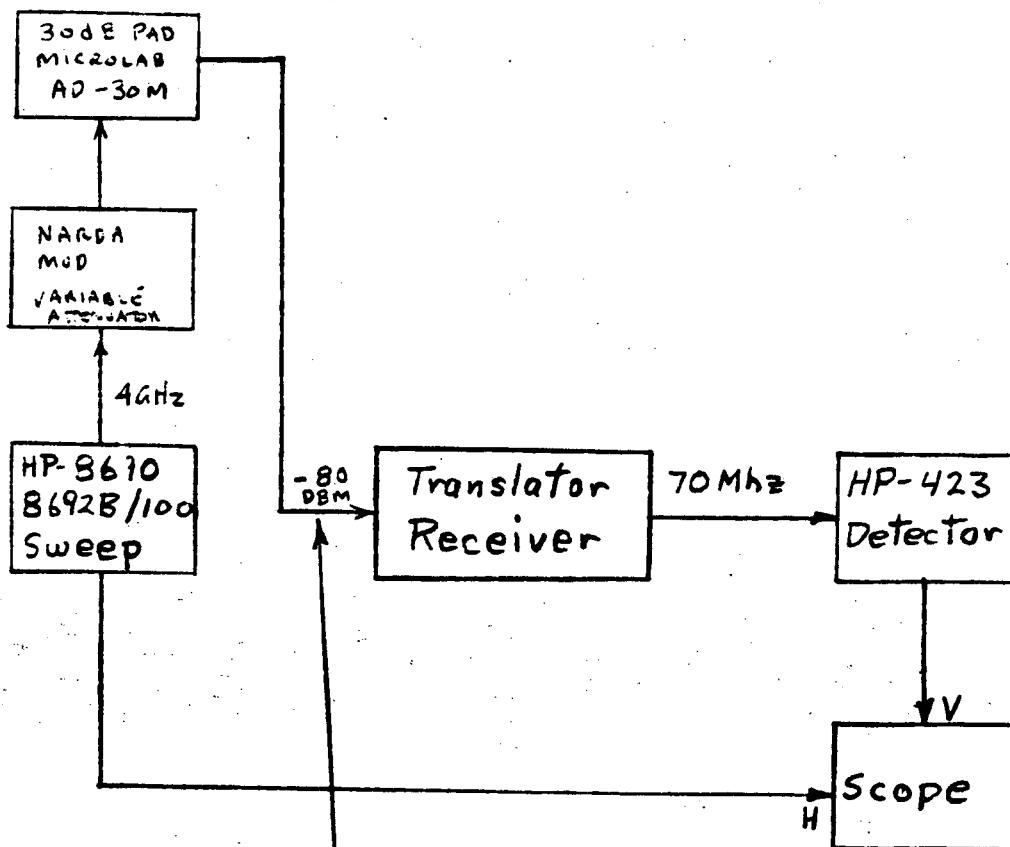 30dB PAD
MICROLAB
AD-30M
NARDA
MOD
VARIABLE
ATTENUATOR
4GHz
HP-8690
8692B/100
Sweep
-80
DBM
Translator
Receiver
70Mhz
HP-423
Detector
V
Scope
H